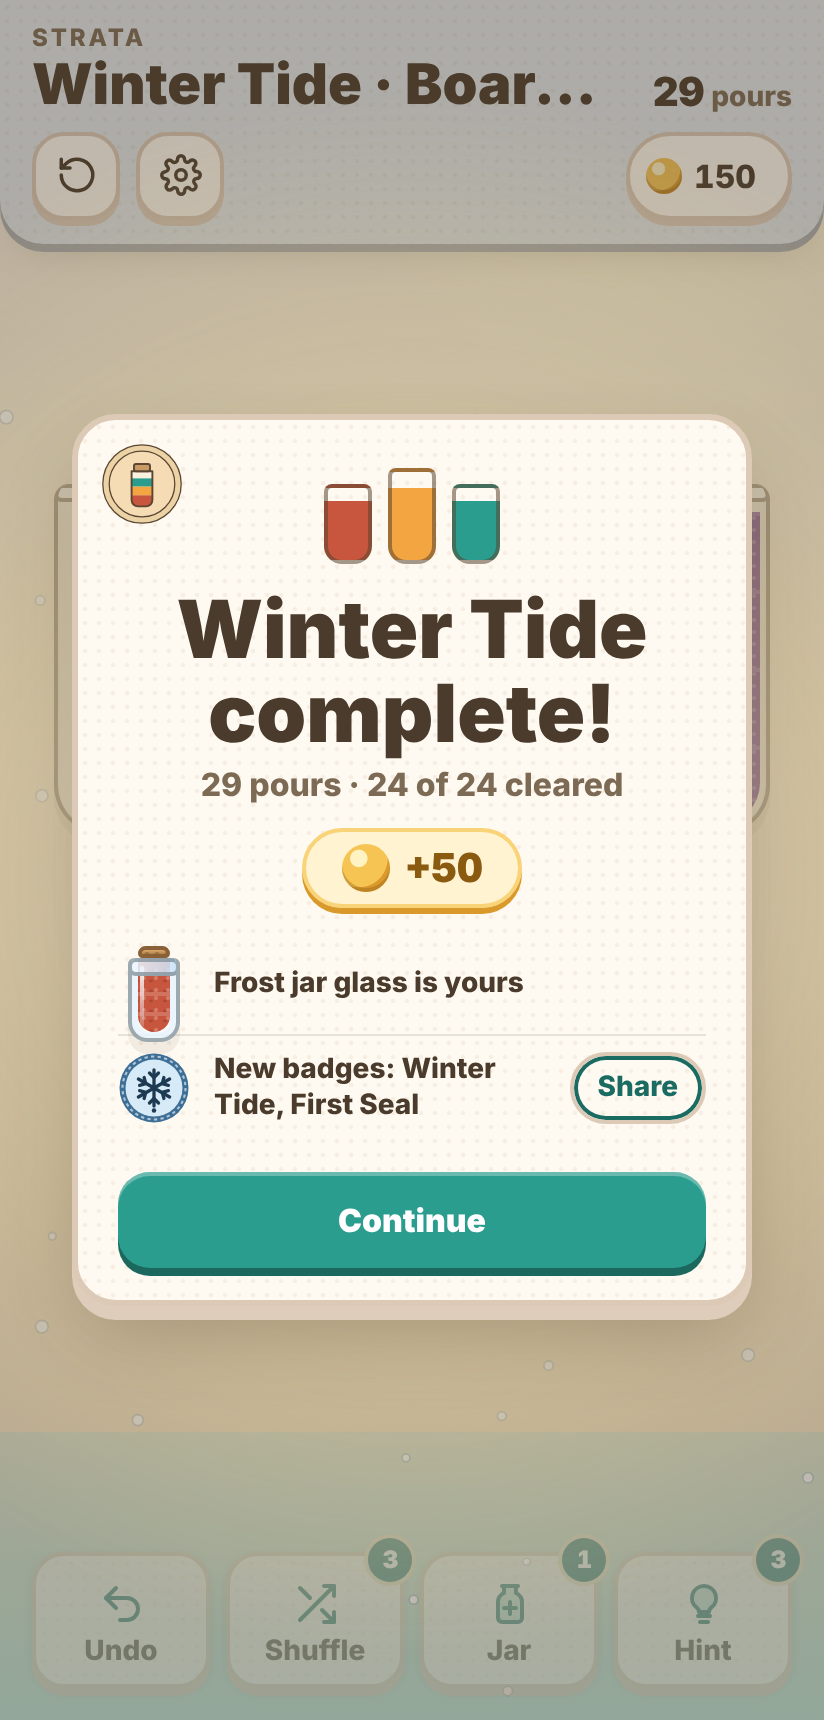 STRATA
Winter Tide · Boar...
29 pours
150
Winter Tide
complete!
29 pours · 24 of 24 cleared
+50
Frost jar glass is yours
New badges: Winter
Tide, First Seal
Share
Continue
3
1
3
Undo
Shuffle
Jar
Hint